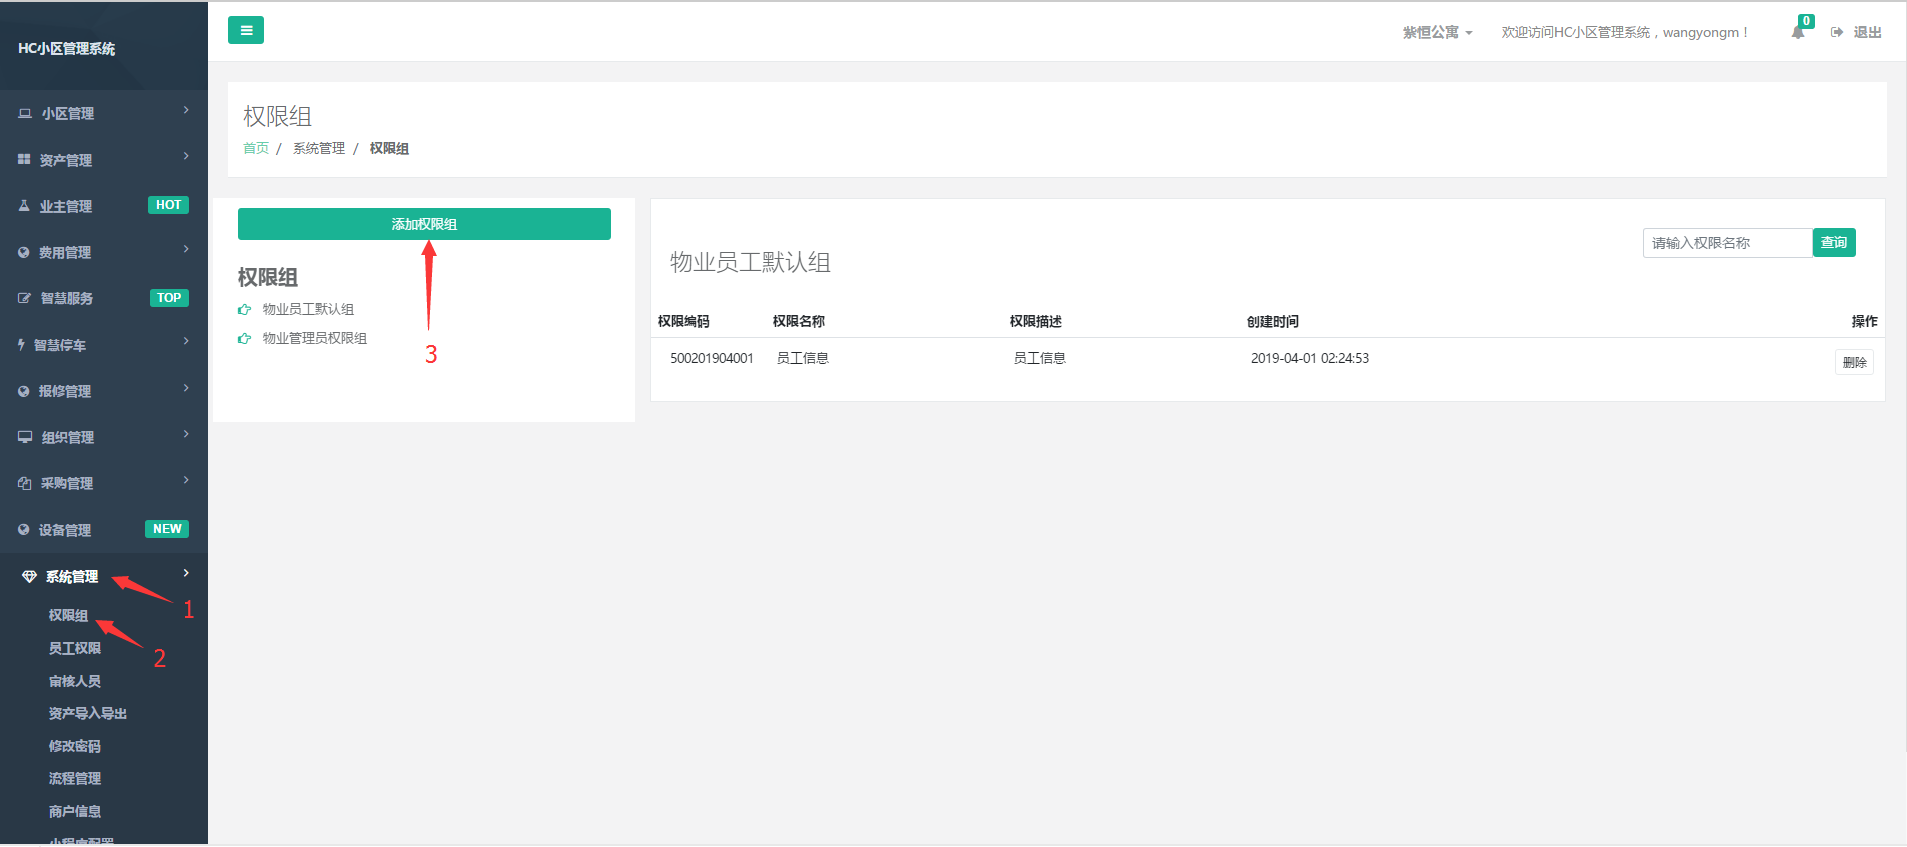 HC小区管理系统
小区管理
资产管理
业主管理 HOT
费用管理
智慧服务 TOP
智慧停车
报修管理
组织管理
采购管理
设备管理 NEW
系统管理
1
权限组
2
员工权限
审核人员
资产导入导出
修改密码
流程管理
商户信息
小程序配置
紫恒公寓 欢迎访问HC小区管理系统，wangyongm！ 0 退出
权限组
首页 / 系统管理 / 权限组
添加权限组
权限组
物业员工默认组
物业管理员权限组
3
物业员工默认组
请输入权限名称 查询
权限编码 权限名称 权限描述 创建时间 操作
500201904001 员工信息 员工信息 2019-04-01 02:24:53 删除